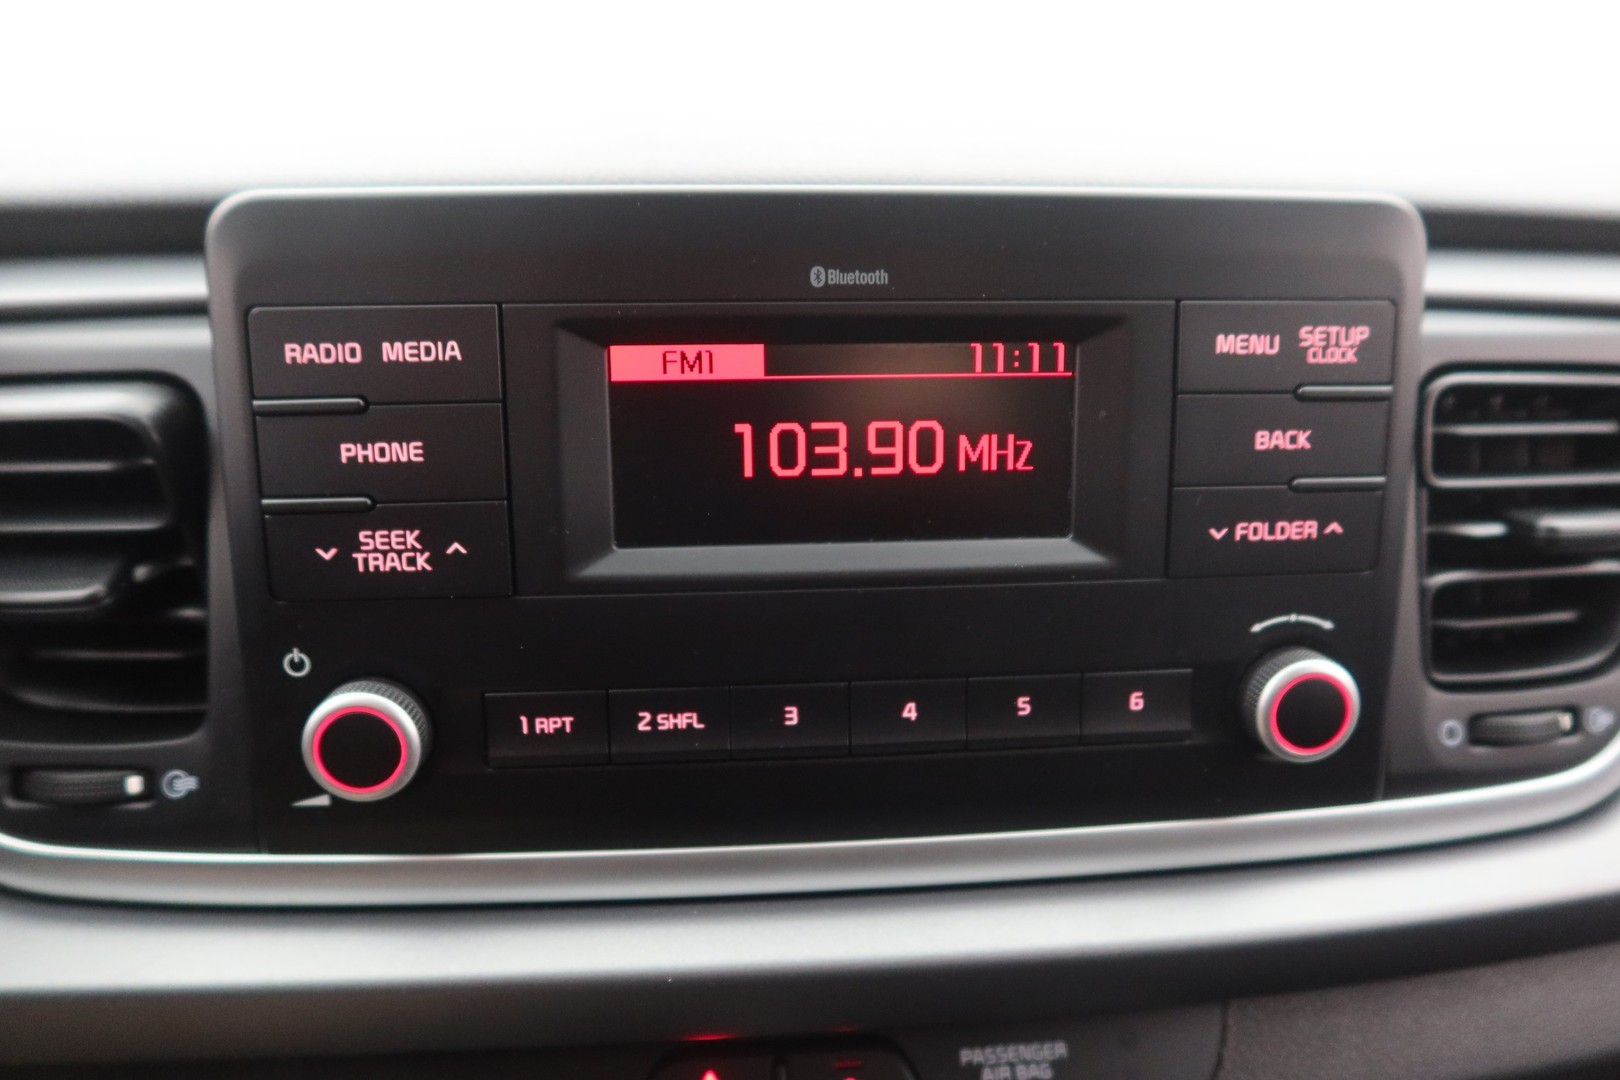 Bluetooth
RADIO MEDIA
FM1 11:11
MENU SETUP
CLOCK
PHONE
103.90 MHz
BACK
SEEK
TRACK
FOLDER
1 RPT 2 SHFL 3 4 5 6
PASSENGER
AIR BAG